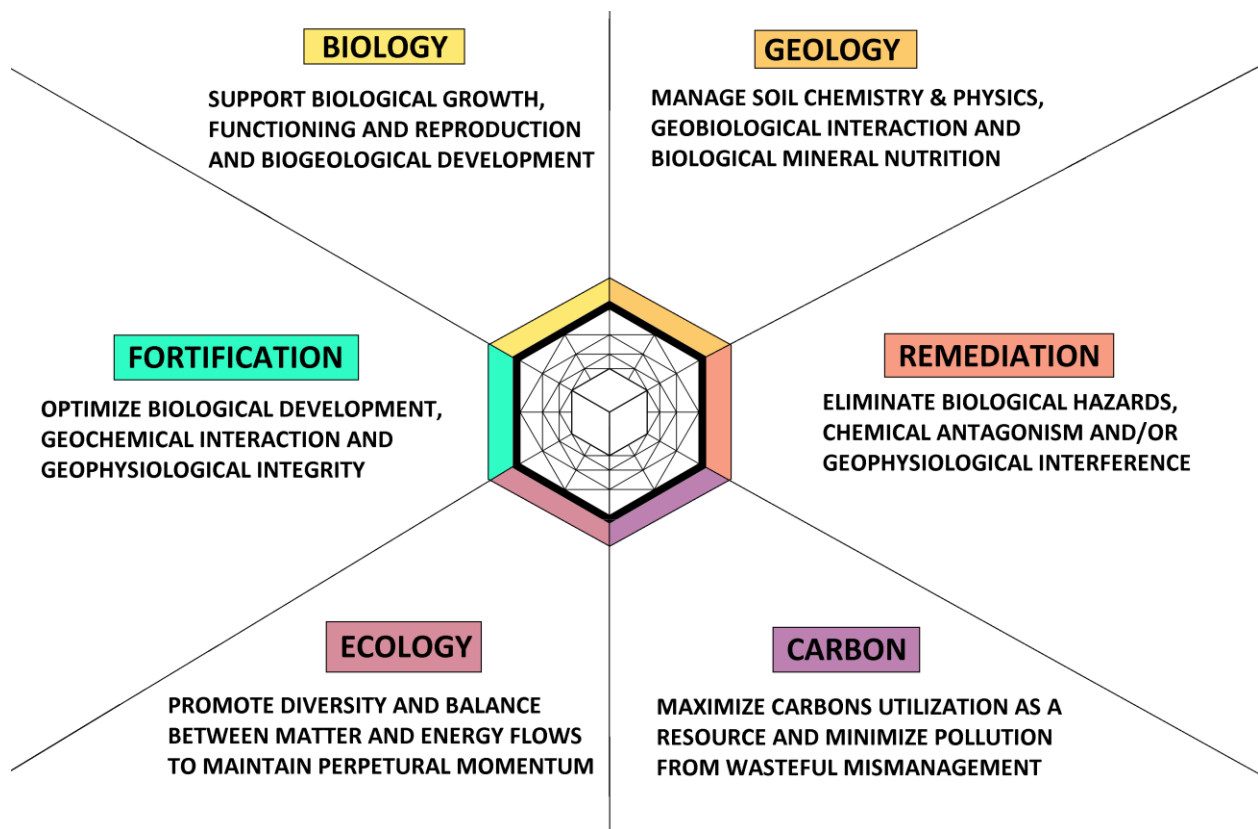 BIOLOGY
SUPPORT BIOLOGICAL GROWTH,
FUNCTIONING AND REPRODUCTION
AND BIOGEOLOGICAL DEVELOPMENT
GEOLOGY
MANAGE SOIL CHEMISTRY & PHYSICS,
GEOBIOLOGICAL INTERACTION AND
BIOLOGICAL MINERAL NUTRITION
FORTIFICATION
OPTIMIZE BIOLOGICAL DEVELOPMENT,
GEOCHEMICAL INTERACTION AND
GEOPHYSIOLOGICAL INTEGRITY
REMEDIATION
ELIMINATE BIOLOGICAL HAZARDS,
CHEMICAL ANTAGONISM AND/OR
GEOPHYSIOLOGICAL INTERFERENCE
ECOLOGY
PROMOTE DIVERSITY AND BALANCE
BETWEEN MATTER AND ENERGY FLOWS
TO MAINTAIN PERPETURAL MOMENTUM
CARBON
MAXIMIZE CARBONS UTILIZATION AS A
RESOURCE AND MINIMIZE POLLUTION
FROM WASTEFUL MISMANAGEMENT